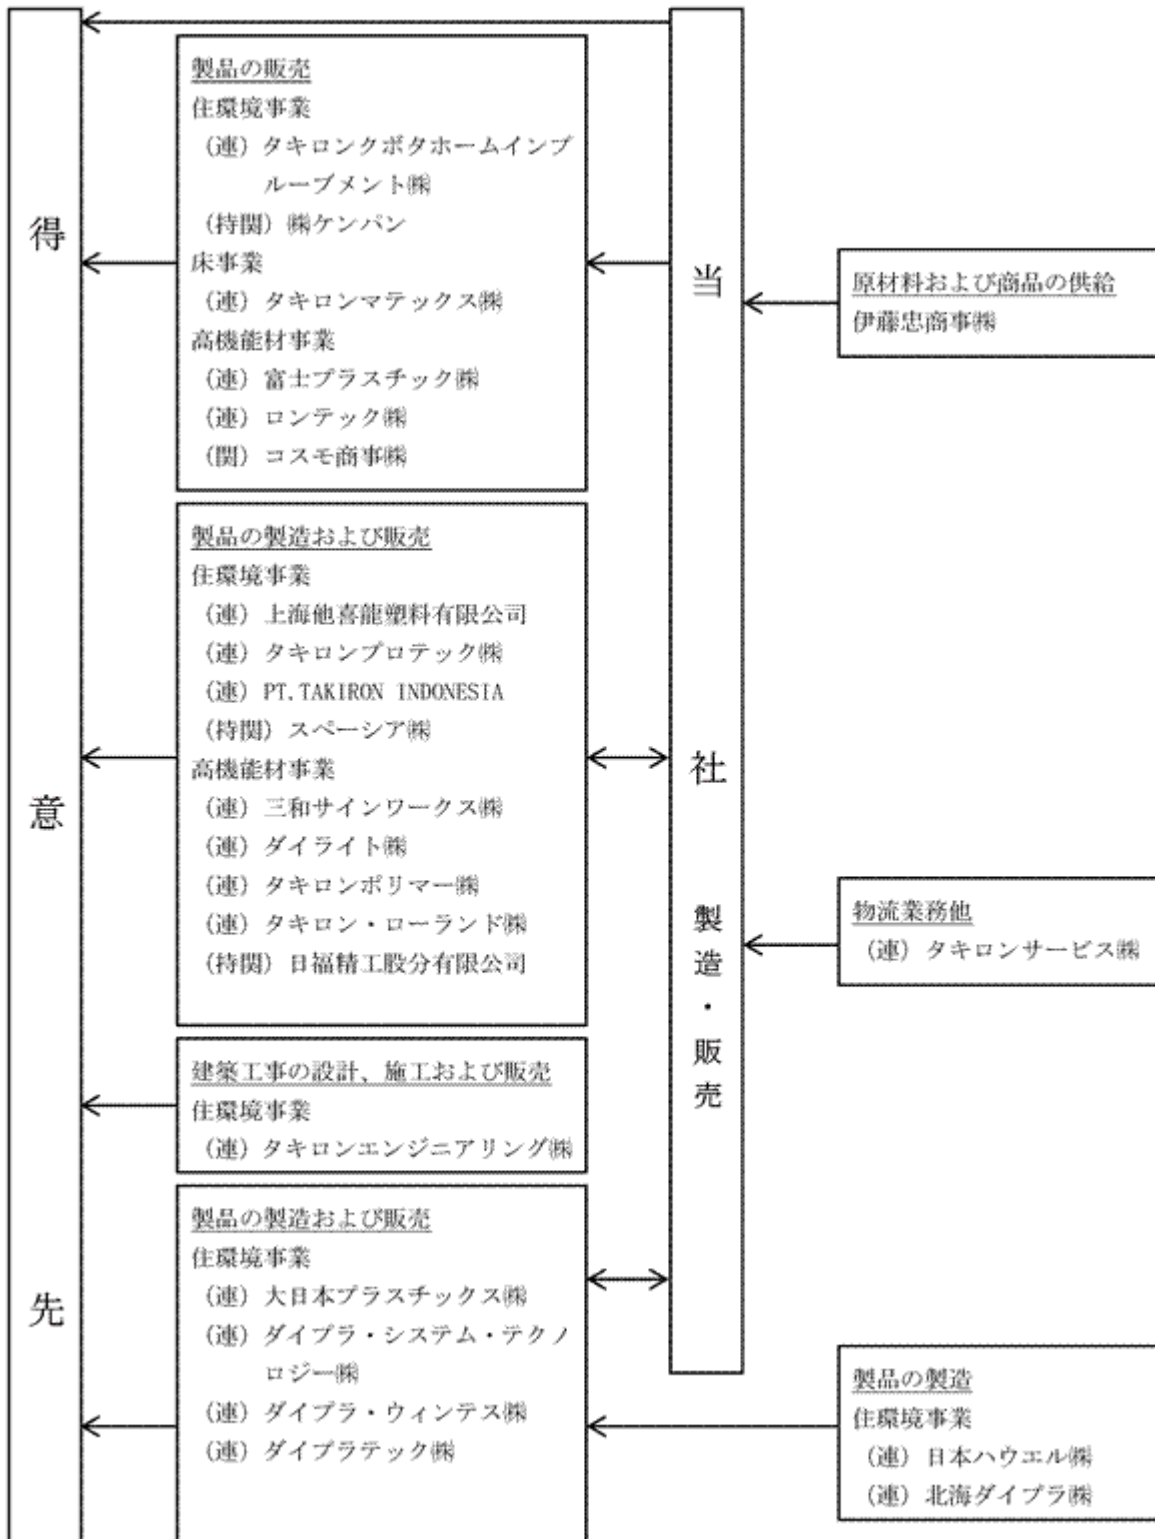 得意先
製品の販売
住環境事業
(連) タキロンクボタホームインプ
ルーブメント㈱
(持関) ㈱ケンパン
床事業
(連) タキロンマテックス㈱
高機能材事業
(連) 富士プラスチック㈱
(連) ロンテック㈱
(関) コスモ商事㈱
製品の製造および販売
住環境事業
(連) 上海他喜龍塑料有限公司
(連) タキロンプロテック㈱
(連) PT.TAKIRON INDONESIA
(持関) スペーシア㈱
高機能材事業
(連) 三和サインワークス㈱
(連) ダイライト㈱
(連) タキロンポリマー㈱
(連) タキロン・ローランド㈱
(持関) 日福精工股分有限公司
建築工事の設計、施工および販売
住環境事業
(連) タキロンエンジニアリング㈱
製品の製造および販売
住環境事業
(連) 大日本プラスチックス㈱
(連) ダイプラ・システム・テクノ
ロジー㈱
(連) ダイプラ・ウィンテス㈱
(連) ダイプラテック㈱
当社 製造・販売
原材料および商品の供給
伊藤忠商事㈱
物流業務他
(連) タキロンサービス㈱
製品の製造
住環境事業
(連) 日本ハウエル㈱
(連) 北海ダイプラ㈱